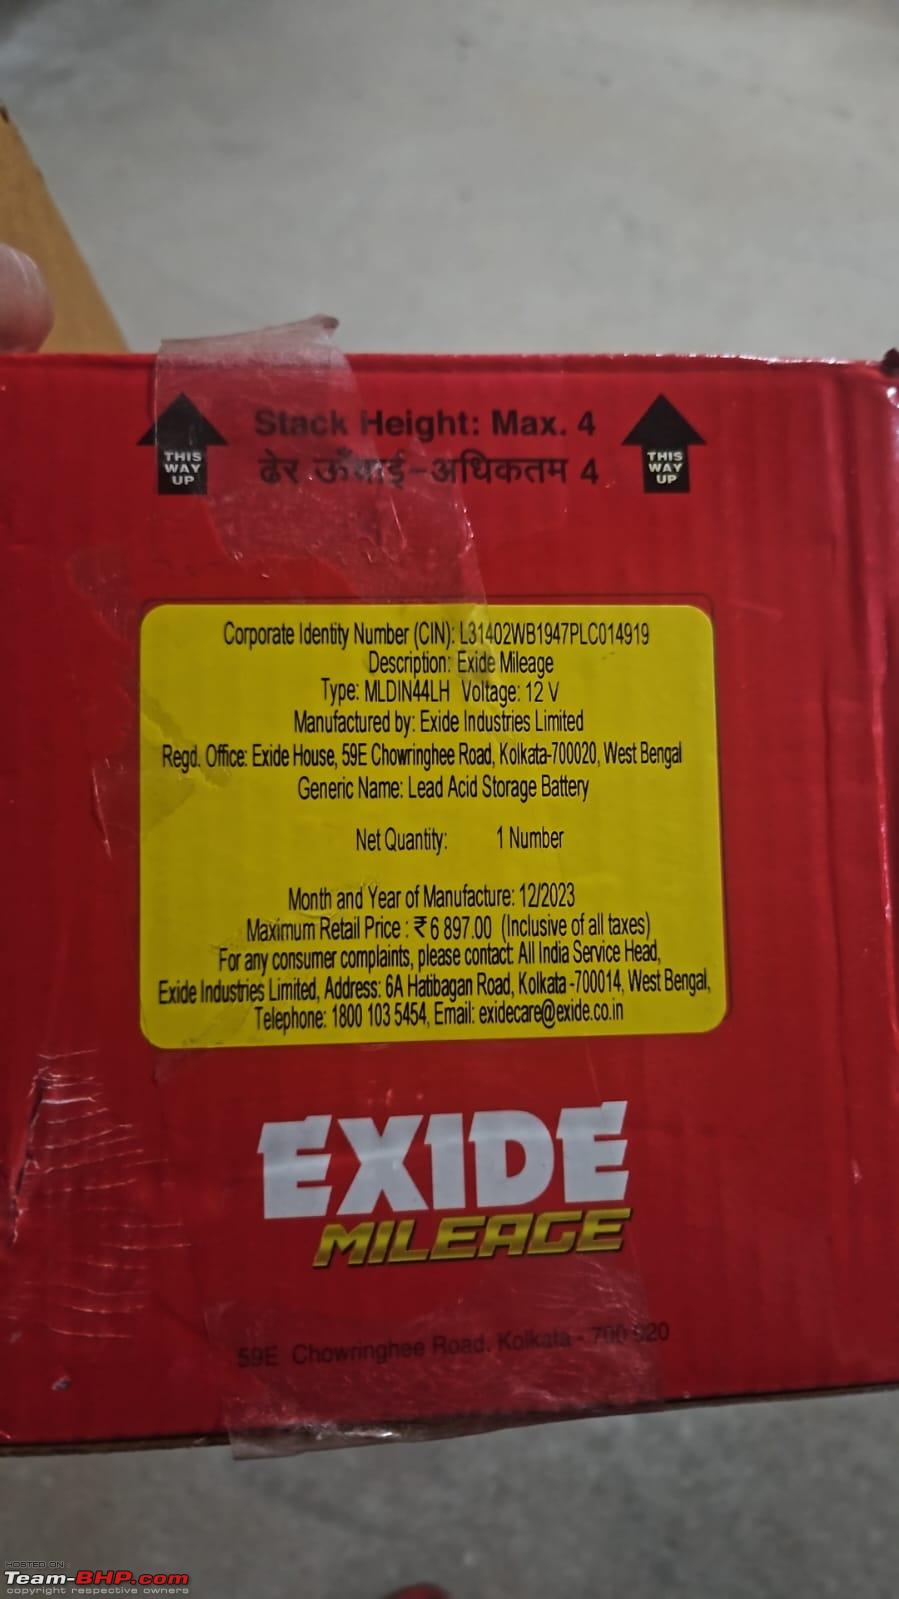 Stack Height: Max. 4
ढेर ऊँचाई-अधिकतम 4
THIS
WAY
UP
THIS
WAY
UP
Corporate Identity Number (CIN): L31402WB1947PLC014919
Description: Exide Mileage
Type: MLDIN44LH Voltage: 12 V
Manufactured by: Exide Industries Limited
Regd. Office: Exide House, 59E Chowringhee Road, Kolkata-700020, West Bengal
Generic Name: Lead Acid Storage Battery
Net Quantity: 1 Number
Month and Year of Manufacture: 12/2023
Maximum Retail Price : ₹ 6 897.00 (Inclusive of all taxes)
For any consumer complaints, please contact: All India Service Head,
Exide Industries Limited, Address: 6A Hatibagan Road, Kolkata -700014, West Bengal,
Telephone: 1800 103 5454, Email: exidecare@exide.co.in
EXIDE
MILEAGE
59E Chowringhee Road, Kolkata - 700 020
HOSTED ON
Team-BHP.com
copyright respective owners